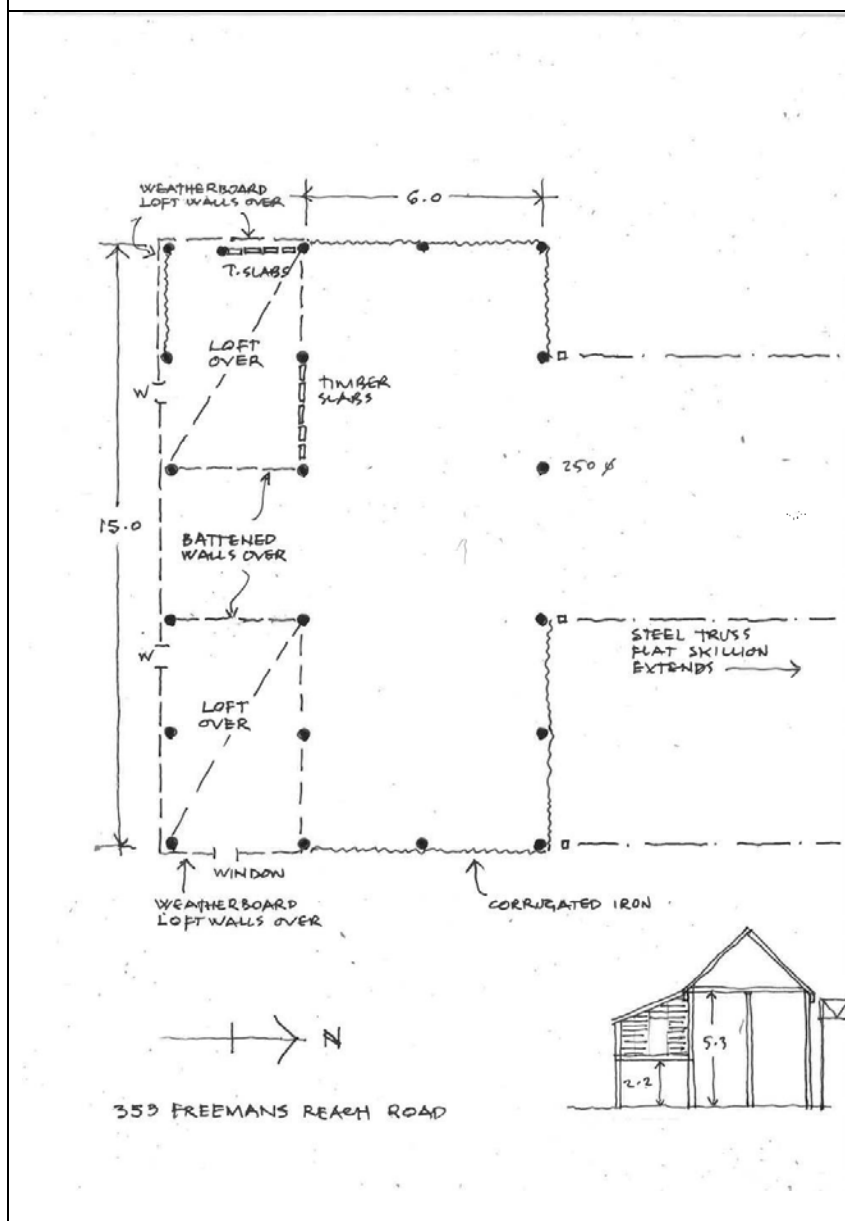 WEATHERBOARD
LOFT WALLS OVER
6.0
T. SLABS
LOFT
OVER
TIMBER
SLABS
W
250 ø
15.0
BATTENED
WALLS OVER
W
STEEL TRUSS
FLAT SKILLION
EXTENDS
LOFT
OVER
WINDOW
WEATHERBOARD
LOFT WALLS OVER
CORRUGATED IRON
N
5.3
2.2
353 FREEMANS REACH ROAD